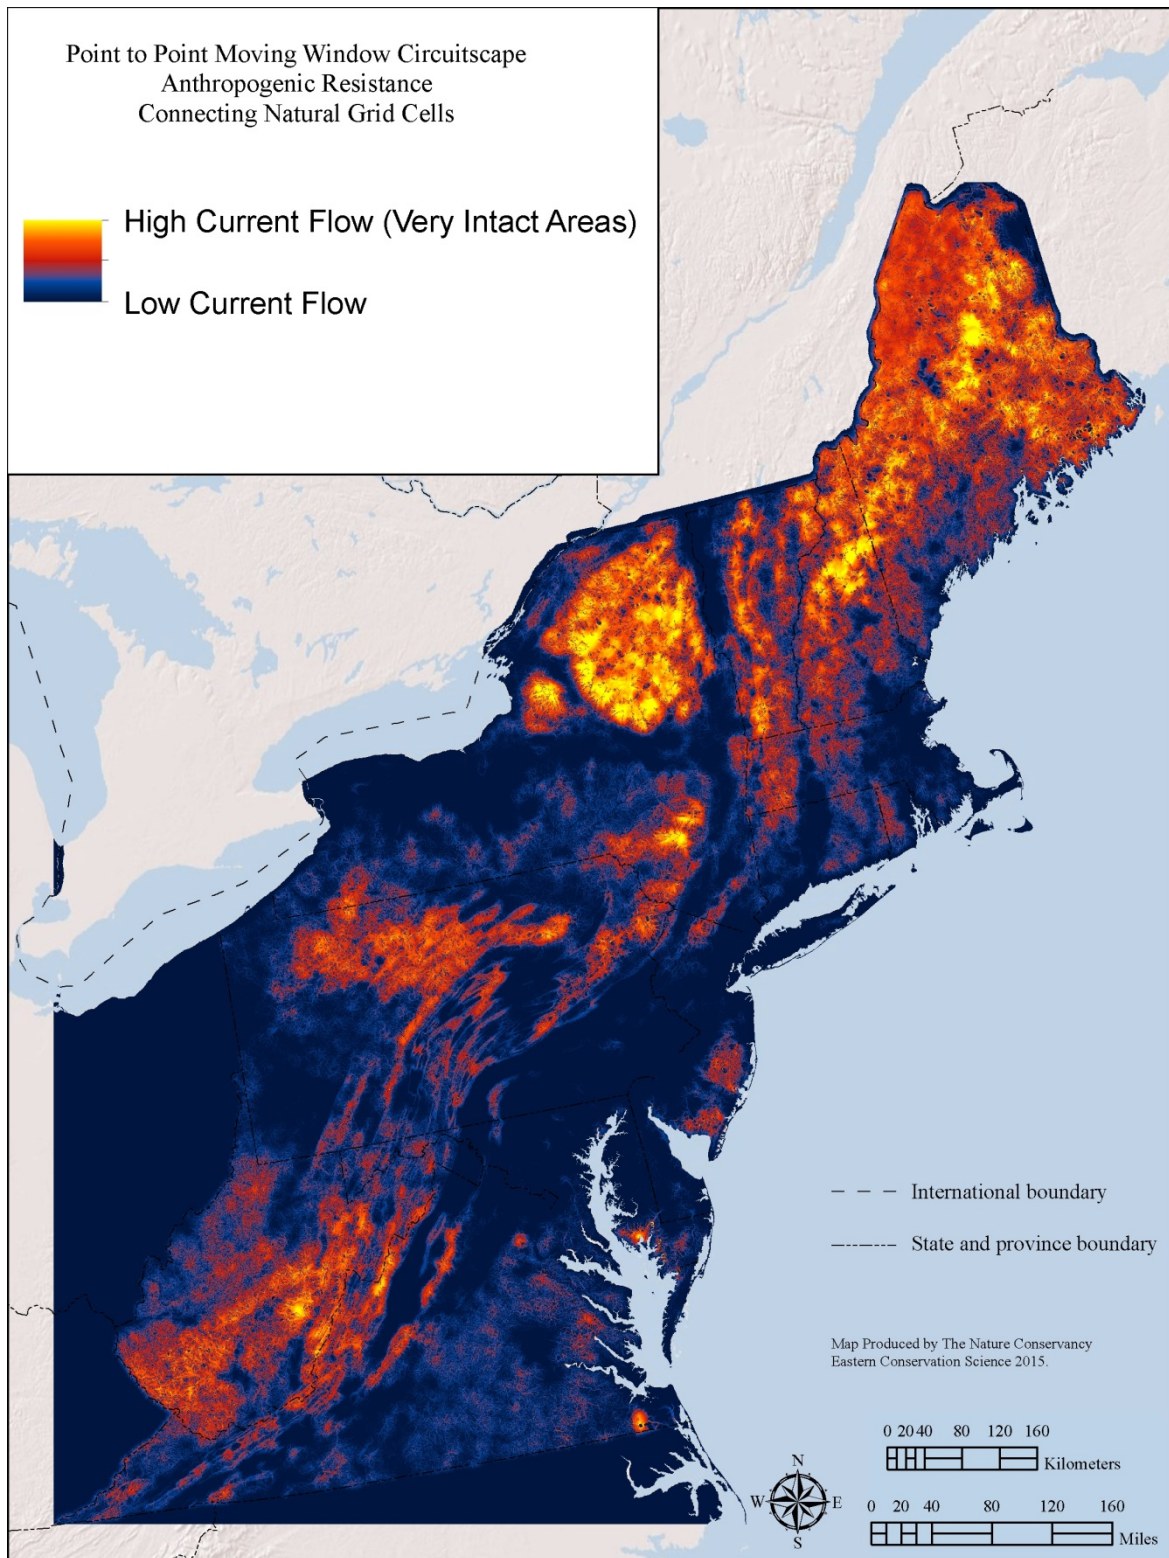 Point to Point Moving Window Circuitscape
Anthropogenic Resistance
Connecting Natural Grid Cells
High Current Flow (Very Intact Areas)
Low Current Flow
International boundary
State and province boundary
Map Produced by The Nature Conservancy
Eastern Conservation Science 2015.
0 20 40 80 120 160
Kilometers
N
W E
S
0 20 40 80 120 160
Miles